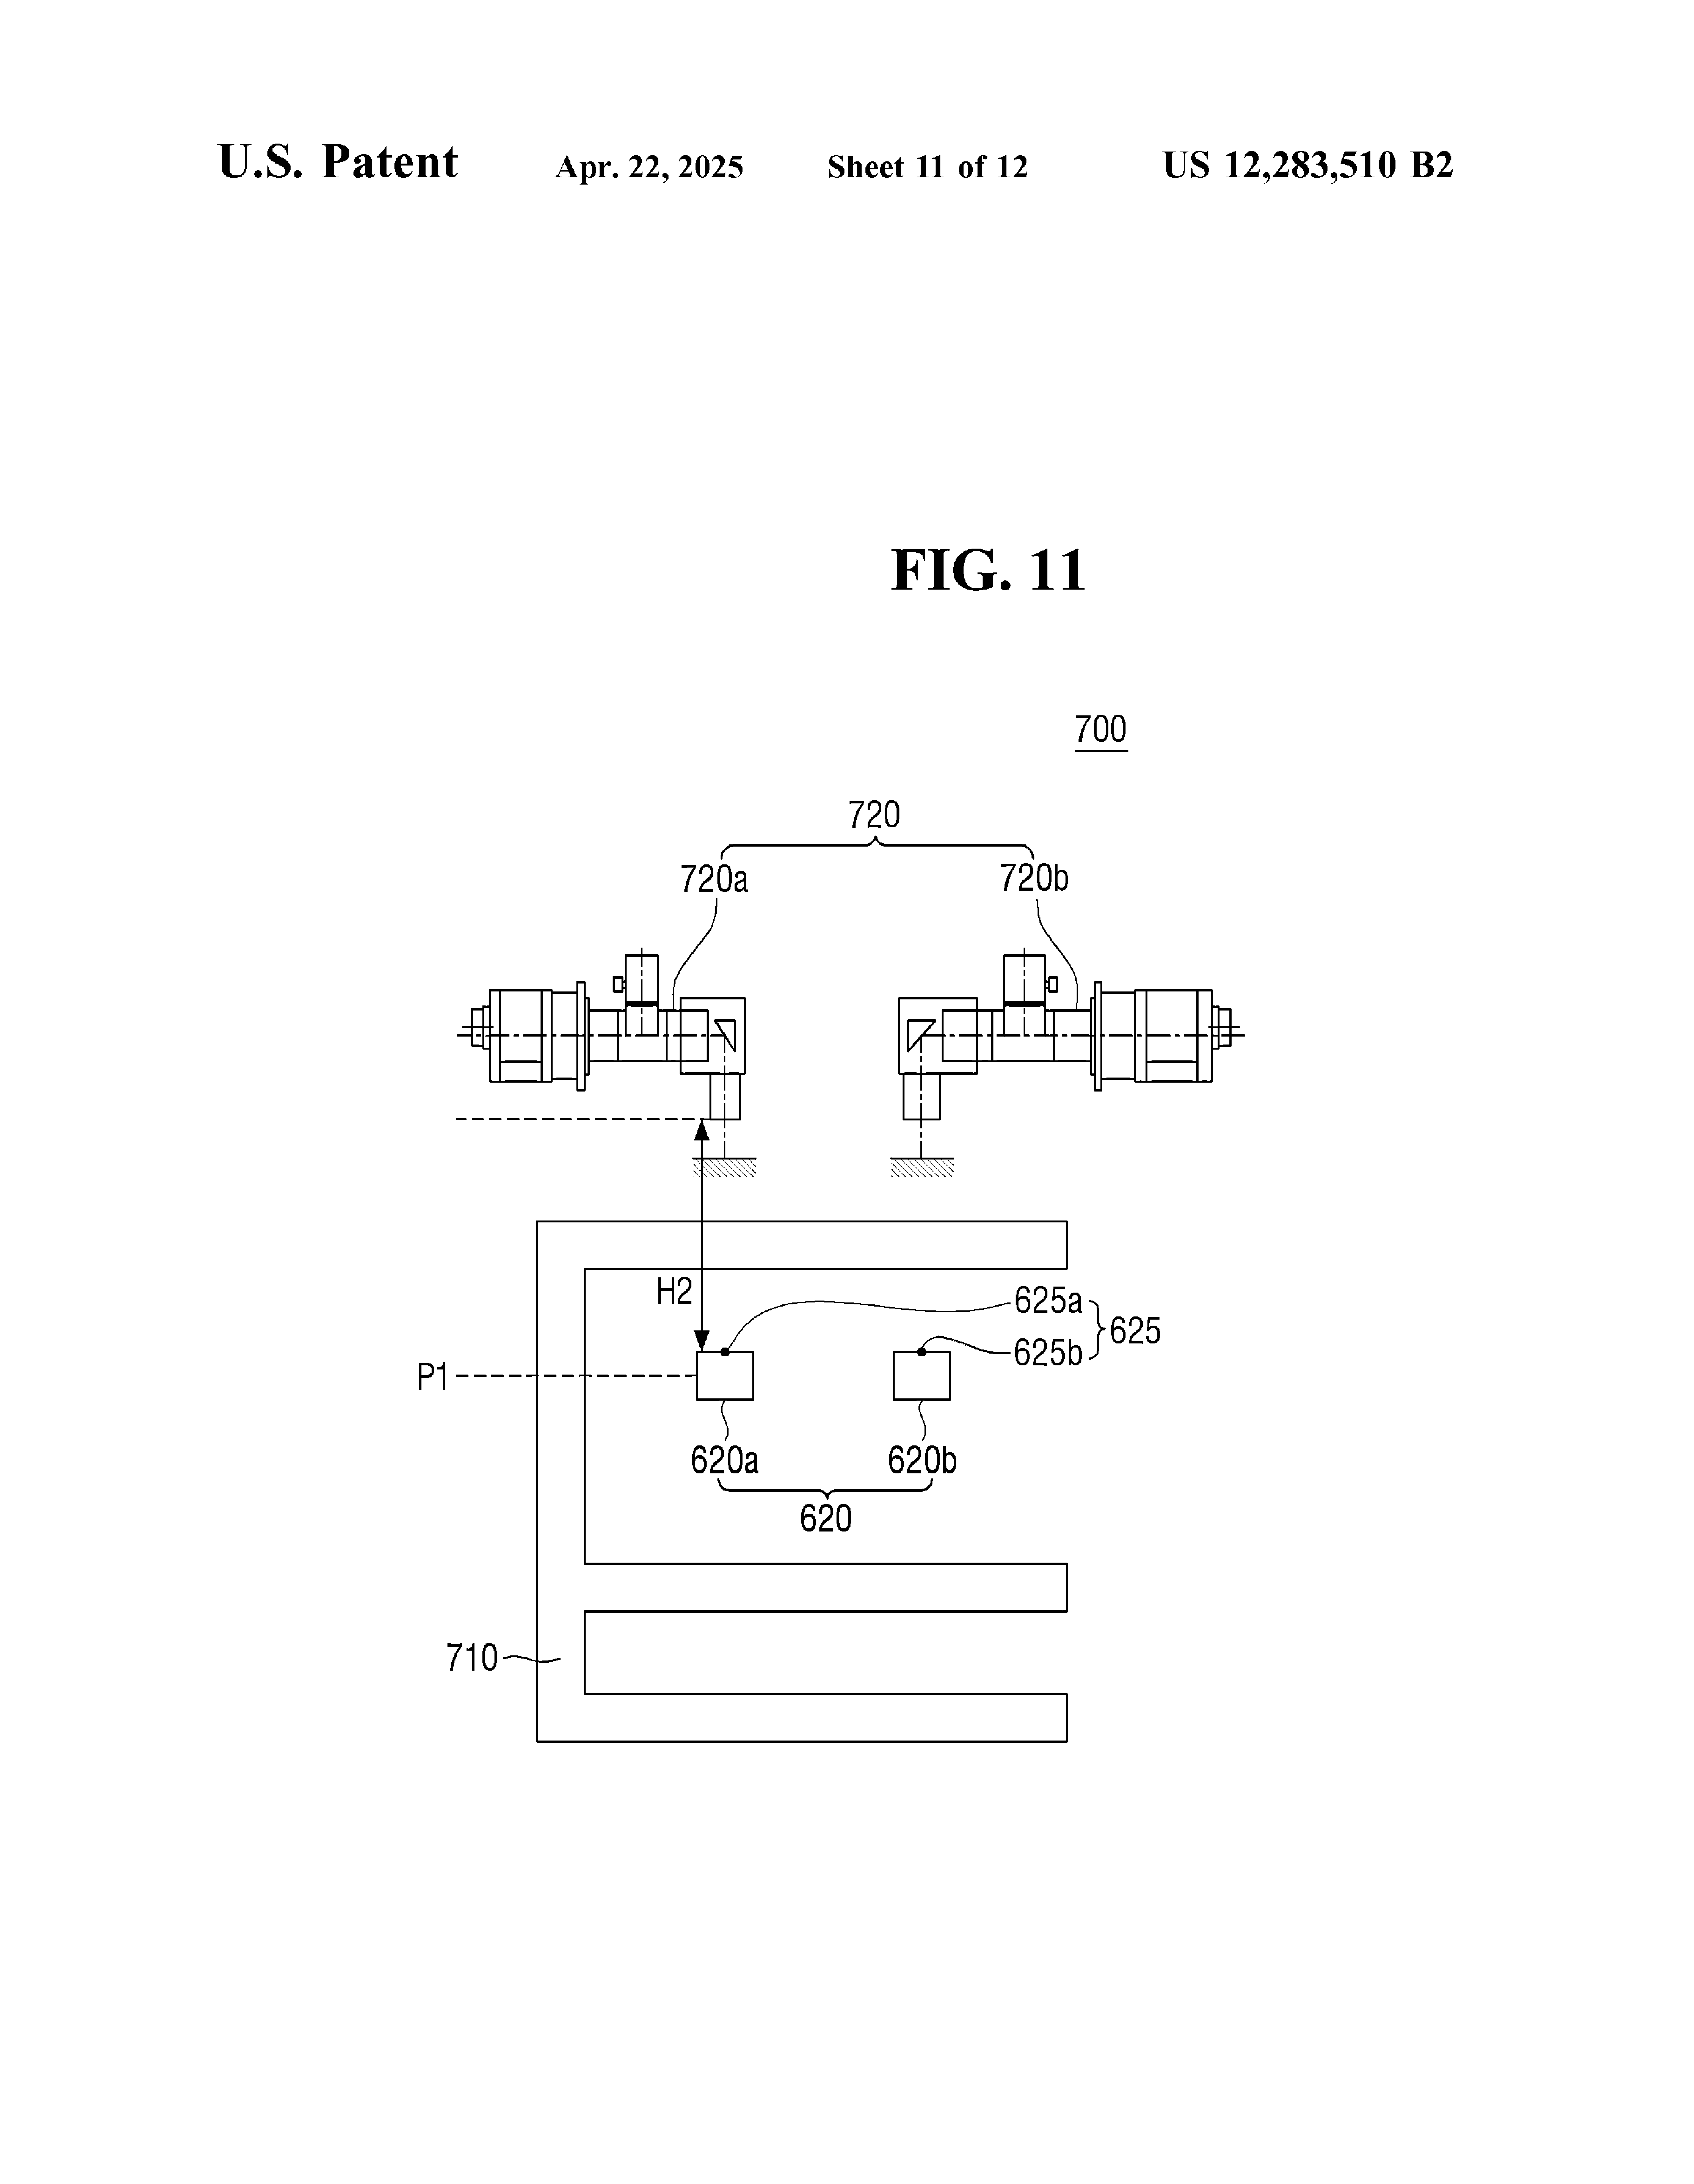 U.S. Patent Apr. 22, 2025 Sheet 11 of 12 US 12,283,510 B2
FIG. 11
700
720
720a 720b
H2
625a
625
625b
P1
620a 620b
620
710